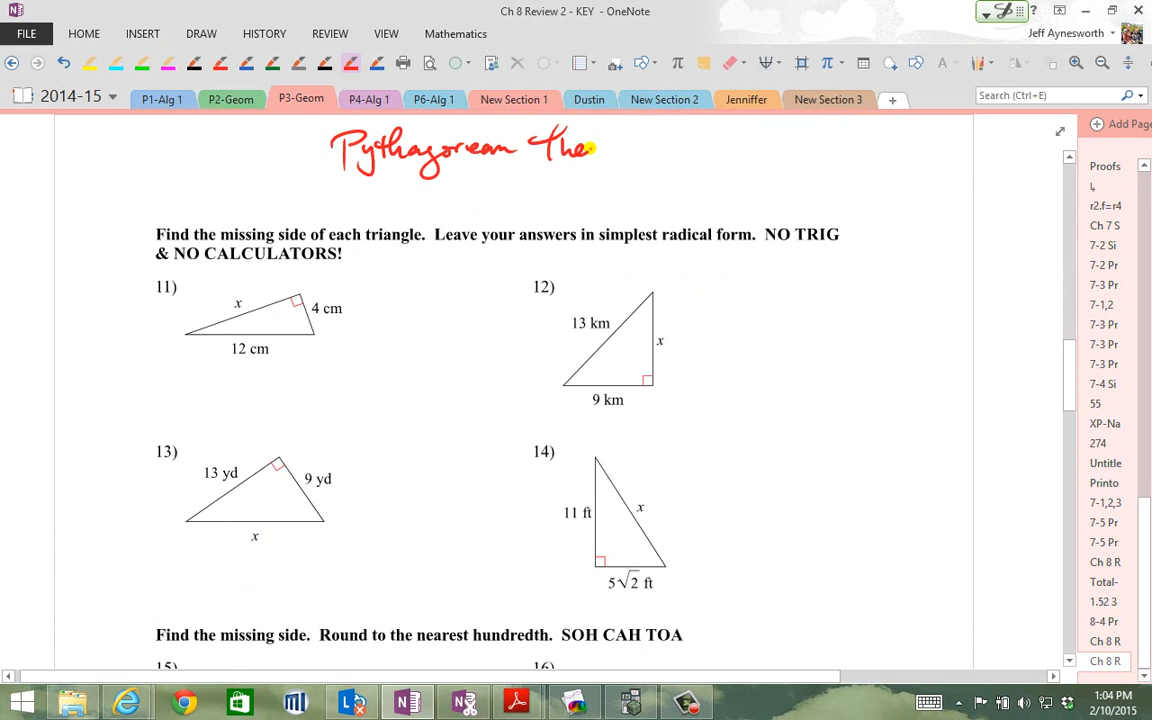 Ch 8 Review 2 - KEY - OneNote
?
FILE HOME INSERT DRAW HISTORY REVIEW VIEW Mathematics
Jeff Aynesworth
2014-15 P1-Alg 1 P2-Geom P3-Geom P4-Alg 1 P6-Alg 1 New Section 1 Dustin New Section 2 Jenniffer New Section 3
Search (Ctrl+E)
Pythagorean The
Find the missing side of each triangle. Leave your answers in simplest radical form. NO TRIG
& NO CALCULATORS!
11)
x
4 cm
12 cm
12)
13 km
x
9 km
13)
13 yd
9 yd
x
14)
11 ft
x
5√2 ft
Find the missing side. Round to the nearest hundredth. SOH CAH TOA
15)
16)
Add Page
Proofs
r2.f=r4
Ch 7 S
7-2 Si
7-2 Pr
7-3 Pr
7-1,2
7-3 Pr
7-3 Pr
7-3 Pr
7-4 Si
55
XP-Na
274
Untitle
Printo
7-1,2,3
7-5 Pr
7-5 Pr
Ch 8 R
Total-
1.52 3
8-4 Pr
Ch 8 R
Ch 8 R
1:04 PM
2/10/2015